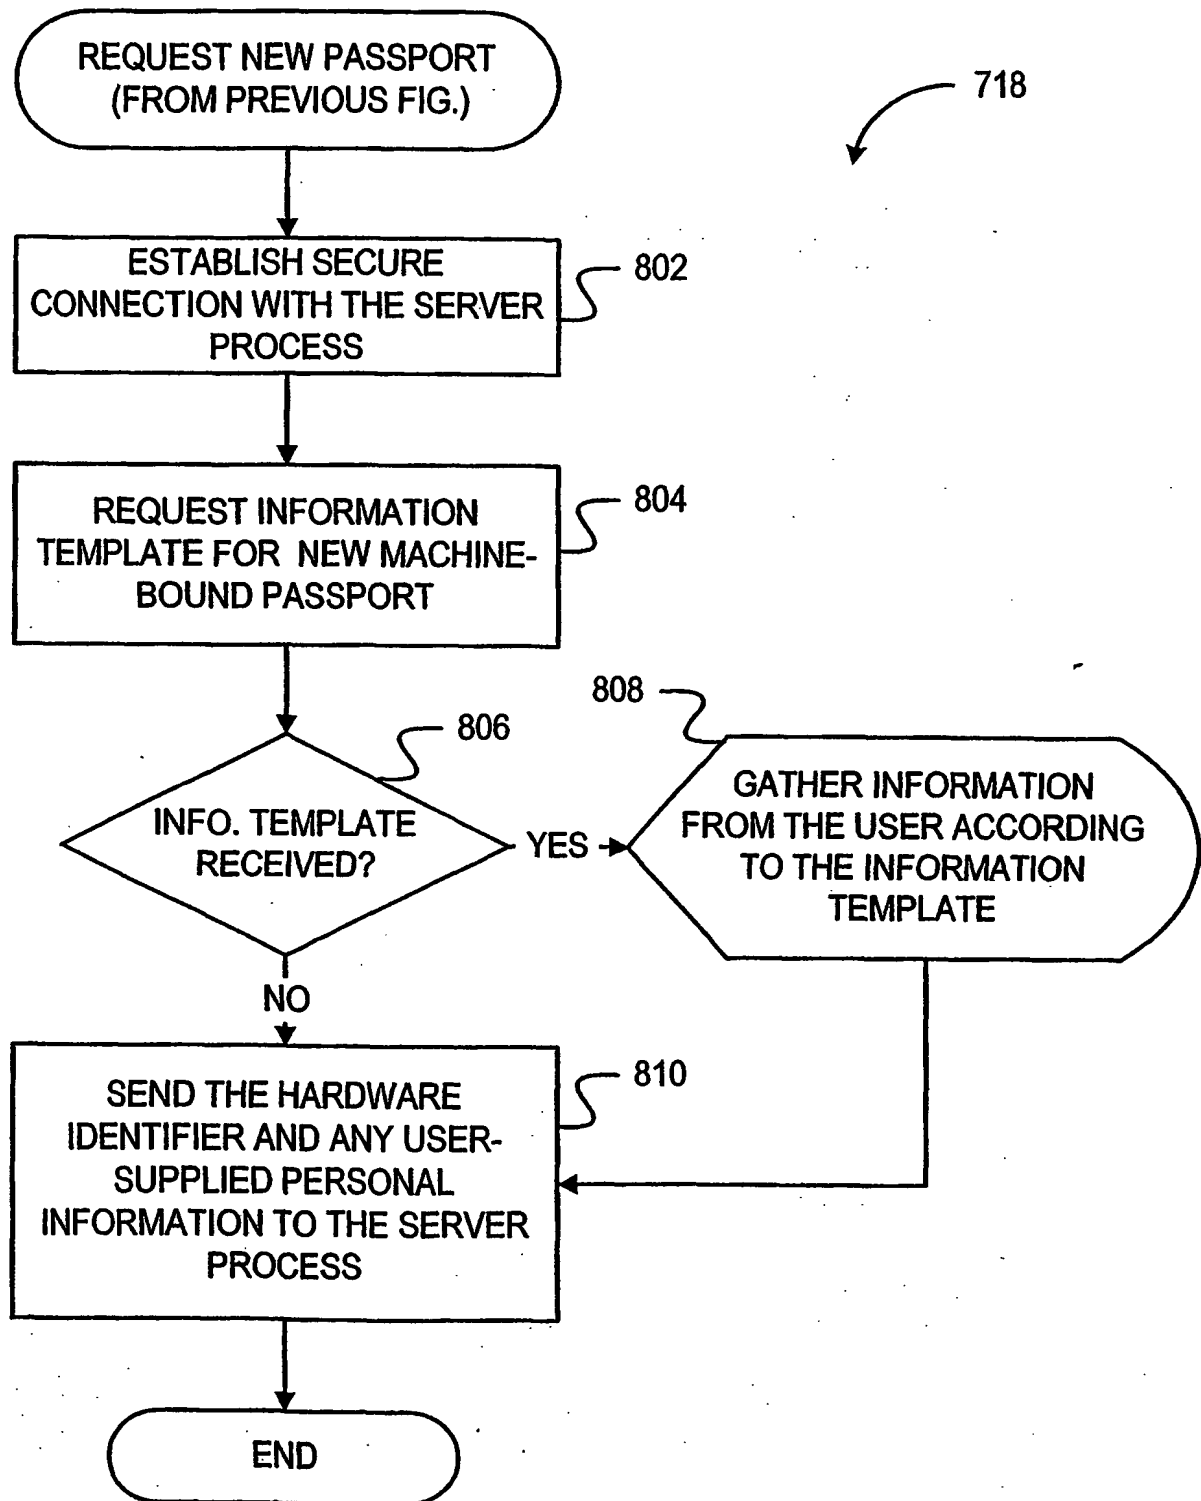 REQUEST NEW PASSPORT
(FROM PREVIOUS FIG.)
718
ESTABLISH SECURE
CONNECTION WITH THE SERVER
PROCESS
802
REQUEST INFORMATION
TEMPLATE FOR NEW MACHINE-
BOUND PASSPORT
804
806
INFO. TEMPLATE
RECEIVED?
YES
808
GATHER INFORMATION
FROM THE USER ACCORDING
TO THE INFORMATION
TEMPLATE
NO
SEND THE HARDWARE
IDENTIFIER AND ANY USER-
SUPPLIED PERSONAL
INFORMATION TO THE SERVER
PROCESS
810
END